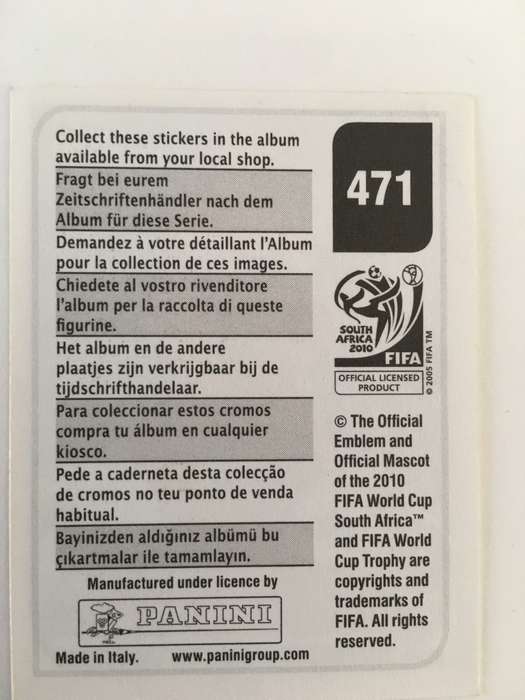 Collect these stickers in the album
available from your local shop.
Fragt bei eurem
Zeitschriftenhändler nach dem
Album für diese Serie.
Demandez à votre détaillant l'Album
pour la collection de ces images.
Chiedete al vostro rivenditore
l'album per la raccolta di queste
figurine.
Het album en de andere
plaatjes zijn verkrijgbaar bij de
tijdschrifthandelaar.
Para coleccionar estos cromos
compra tu álbum en cualquier
kiosco.
Pede a caderneta desta colecção
de cromos no teu ponto de venda
habitual.
Bayinizden aldığınız albümü bu
çıkartmalar ile tamamlayın.
Manufactured under licence by
PANINI
Made in Italy. www.paninigroup.com
471
SOUTH
AFRICA
2010
FIFA
OFFICIAL LICENSED
PRODUCT
© 2005 FIFA TM
© The Official
Emblem and
Official Mascot
of the 2010
FIFA World Cup
South Africa™
and FIFA World
Cup Trophy are
copyrights and
trademarks of
FIFA. All rights
reserved.